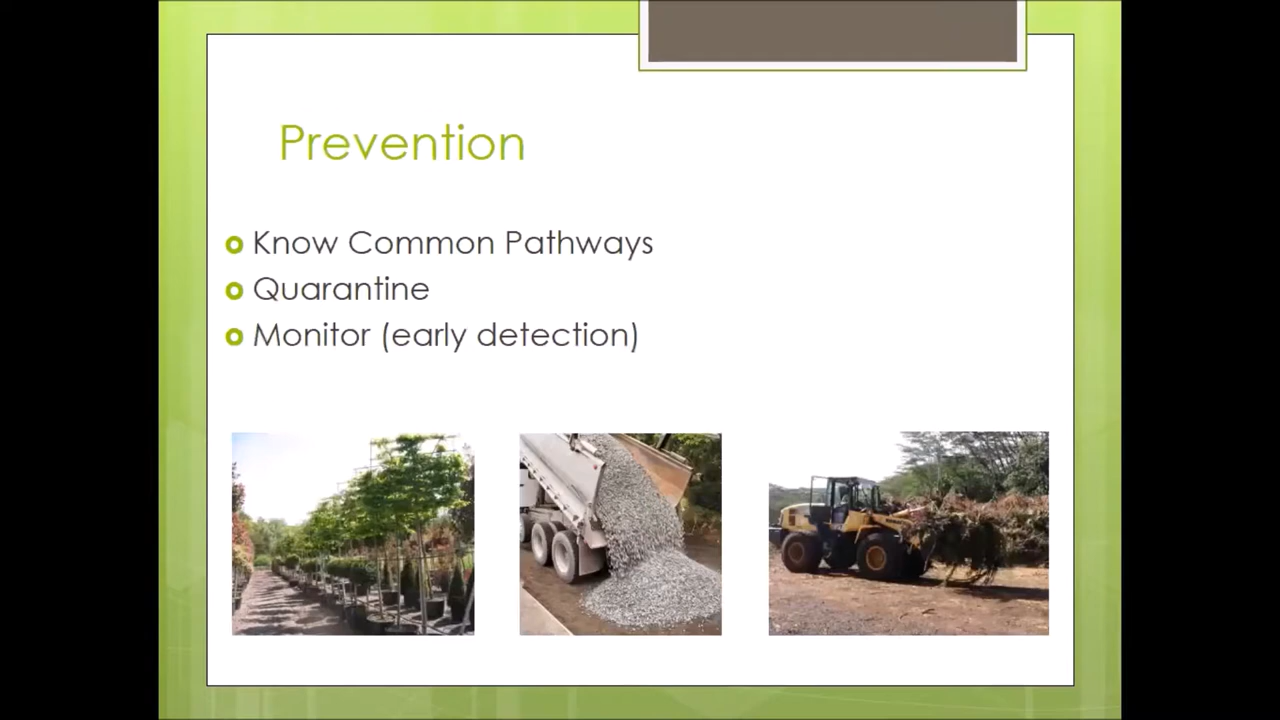 Prevention
Know Common Pathways
Quarantine
Monitor (early detection)